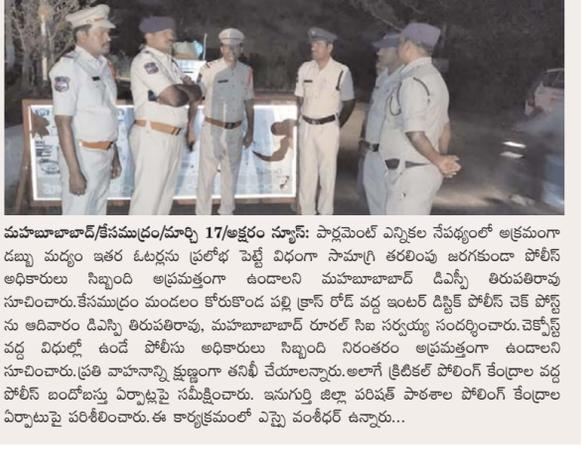 మహబూబాబాద్/కేసముద్రం/మార్చి 17/అక్షరం న్యూస్: పార్లమెంట్ ఎన్నికల నేపథ్యంలో అక్రమంగా
డబ్బు మద్యం ఇతర ఓటర్లను ప్రలోభ పెట్టే విధంగా సామాగ్రి తరలింపు జరగకుండా పోలీస్
అధికారులు సిబ్బంది అప్రమత్తంగా ఉండాలని మహబూబాబాద్ డిఎస్పీ తిరుపతిరావు
సూచించారు.కేసముద్రం మండలం కోరుకొండ పల్లి క్రాస్ రోడ్ వద్ద ఇంటర్ డిస్టిక్ పోలీస్ చెక్ పోస్ట్
ను ఆదివారం డిఎస్పి తిరుపతిరావు, మహబూబాబాద్ రూరల్ సిఐ సర్వయ్య సందర్శించారు.చెక్పోస్ట్
వద్ద విధుల్లో ఉండే పోలీసు అధికారులు సిబ్బంది నిరంతరం అప్రమత్తంగా ఉండాలని
సూచించారు.ప్రతి వాహనాన్ని క్షుణ్ణంగా తనిఖీ చేయాలన్నారు.అలాగే క్రిటికల్ పోలింగ్ కేంద్రాల వద్ద
పోలీస్ బందోబస్తు ఏర్పాట్లపై సమీక్షించారు. ఇనుగుర్తి జిల్లా పరిషత్ పాఠశాల పోలింగ్ కేంద్రాల
ఏర్పాటుపై పరిశీలించారు.ఈ కార్యక్రమంలో ఎస్సై వంశీధర్ ఉన్నారు...